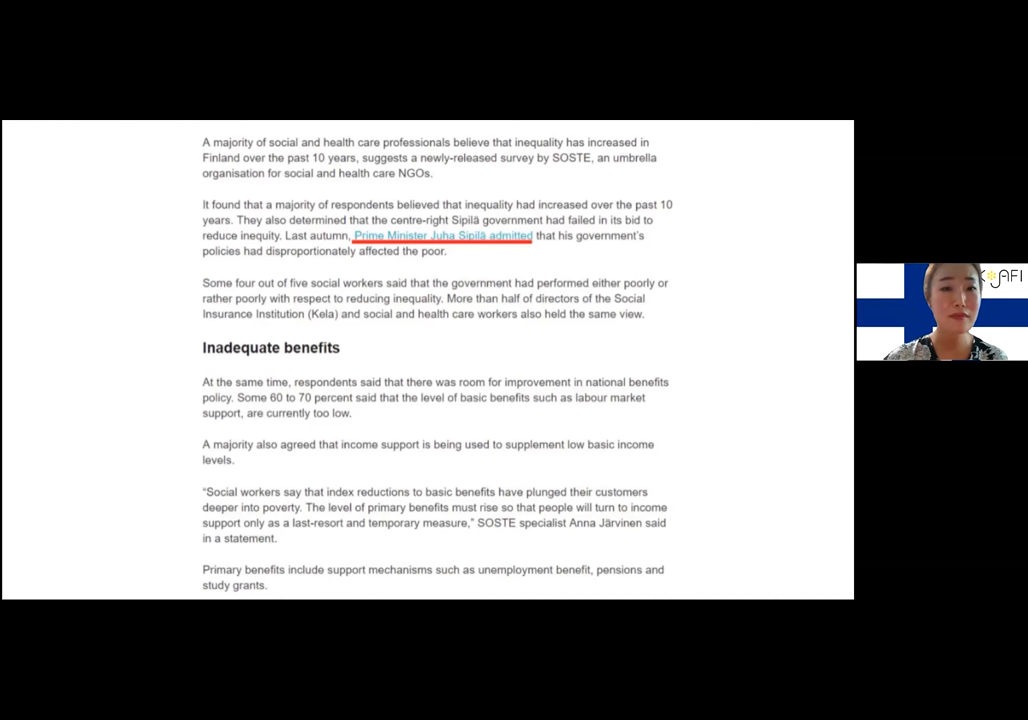 A majority of social and health care professionals believe that inequality has increased in
Finland over the past 10 years, suggests a newly-released survey by SOSTE, an umbrella
organisation for social and health care NGOs.
It found that a majority of respondents believed that inequality had increased over the past 10
years. They also determined that the centre-right Sipilä government had failed in its bid to
reduce inequity. Last autumn, Prime Minister Juha Sipilä admitted that his government's
policies had disproportionately affected the poor.
Some four out of five social workers said that the government had performed either poorly or
rather poorly with respect to reducing inequality. More than half of directors of the Social
Insurance Institution (Kela) and social and health care workers also held the same view.
Inadequate benefits
At the same time, respondents said that there was room for improvement in national benefits
policy. Some 60 to 70 percent said that the level of basic benefits such as labour market
support, are currently too low.
A majority also agreed that income support is being used to supplement low basic income
levels.
“Social workers say that index reductions to basic benefits have plunged their customers
deeper into poverty. The level of primary benefits must rise so that people will turn to income
support only as a last-resort and temporary measure,” SOSTE specialist Anna Järvinen said
in a statement.
Primary benefits include support mechanisms such as unemployment benefit, pensions and
study grants.